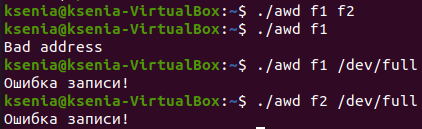 ksenia@ksenia-VirtualBox:~$ ./awd f1 f2
ksenia@ksenia-VirtualBox:~$ ./awd f1
Bad address
ksenia@ksenia-VirtualBox:~$ ./awd f1 /dev/full
Ошибка записи!
ksenia@ksenia-VirtualBox:~$ ./awd f2 /dev/full
Ошибка записи!